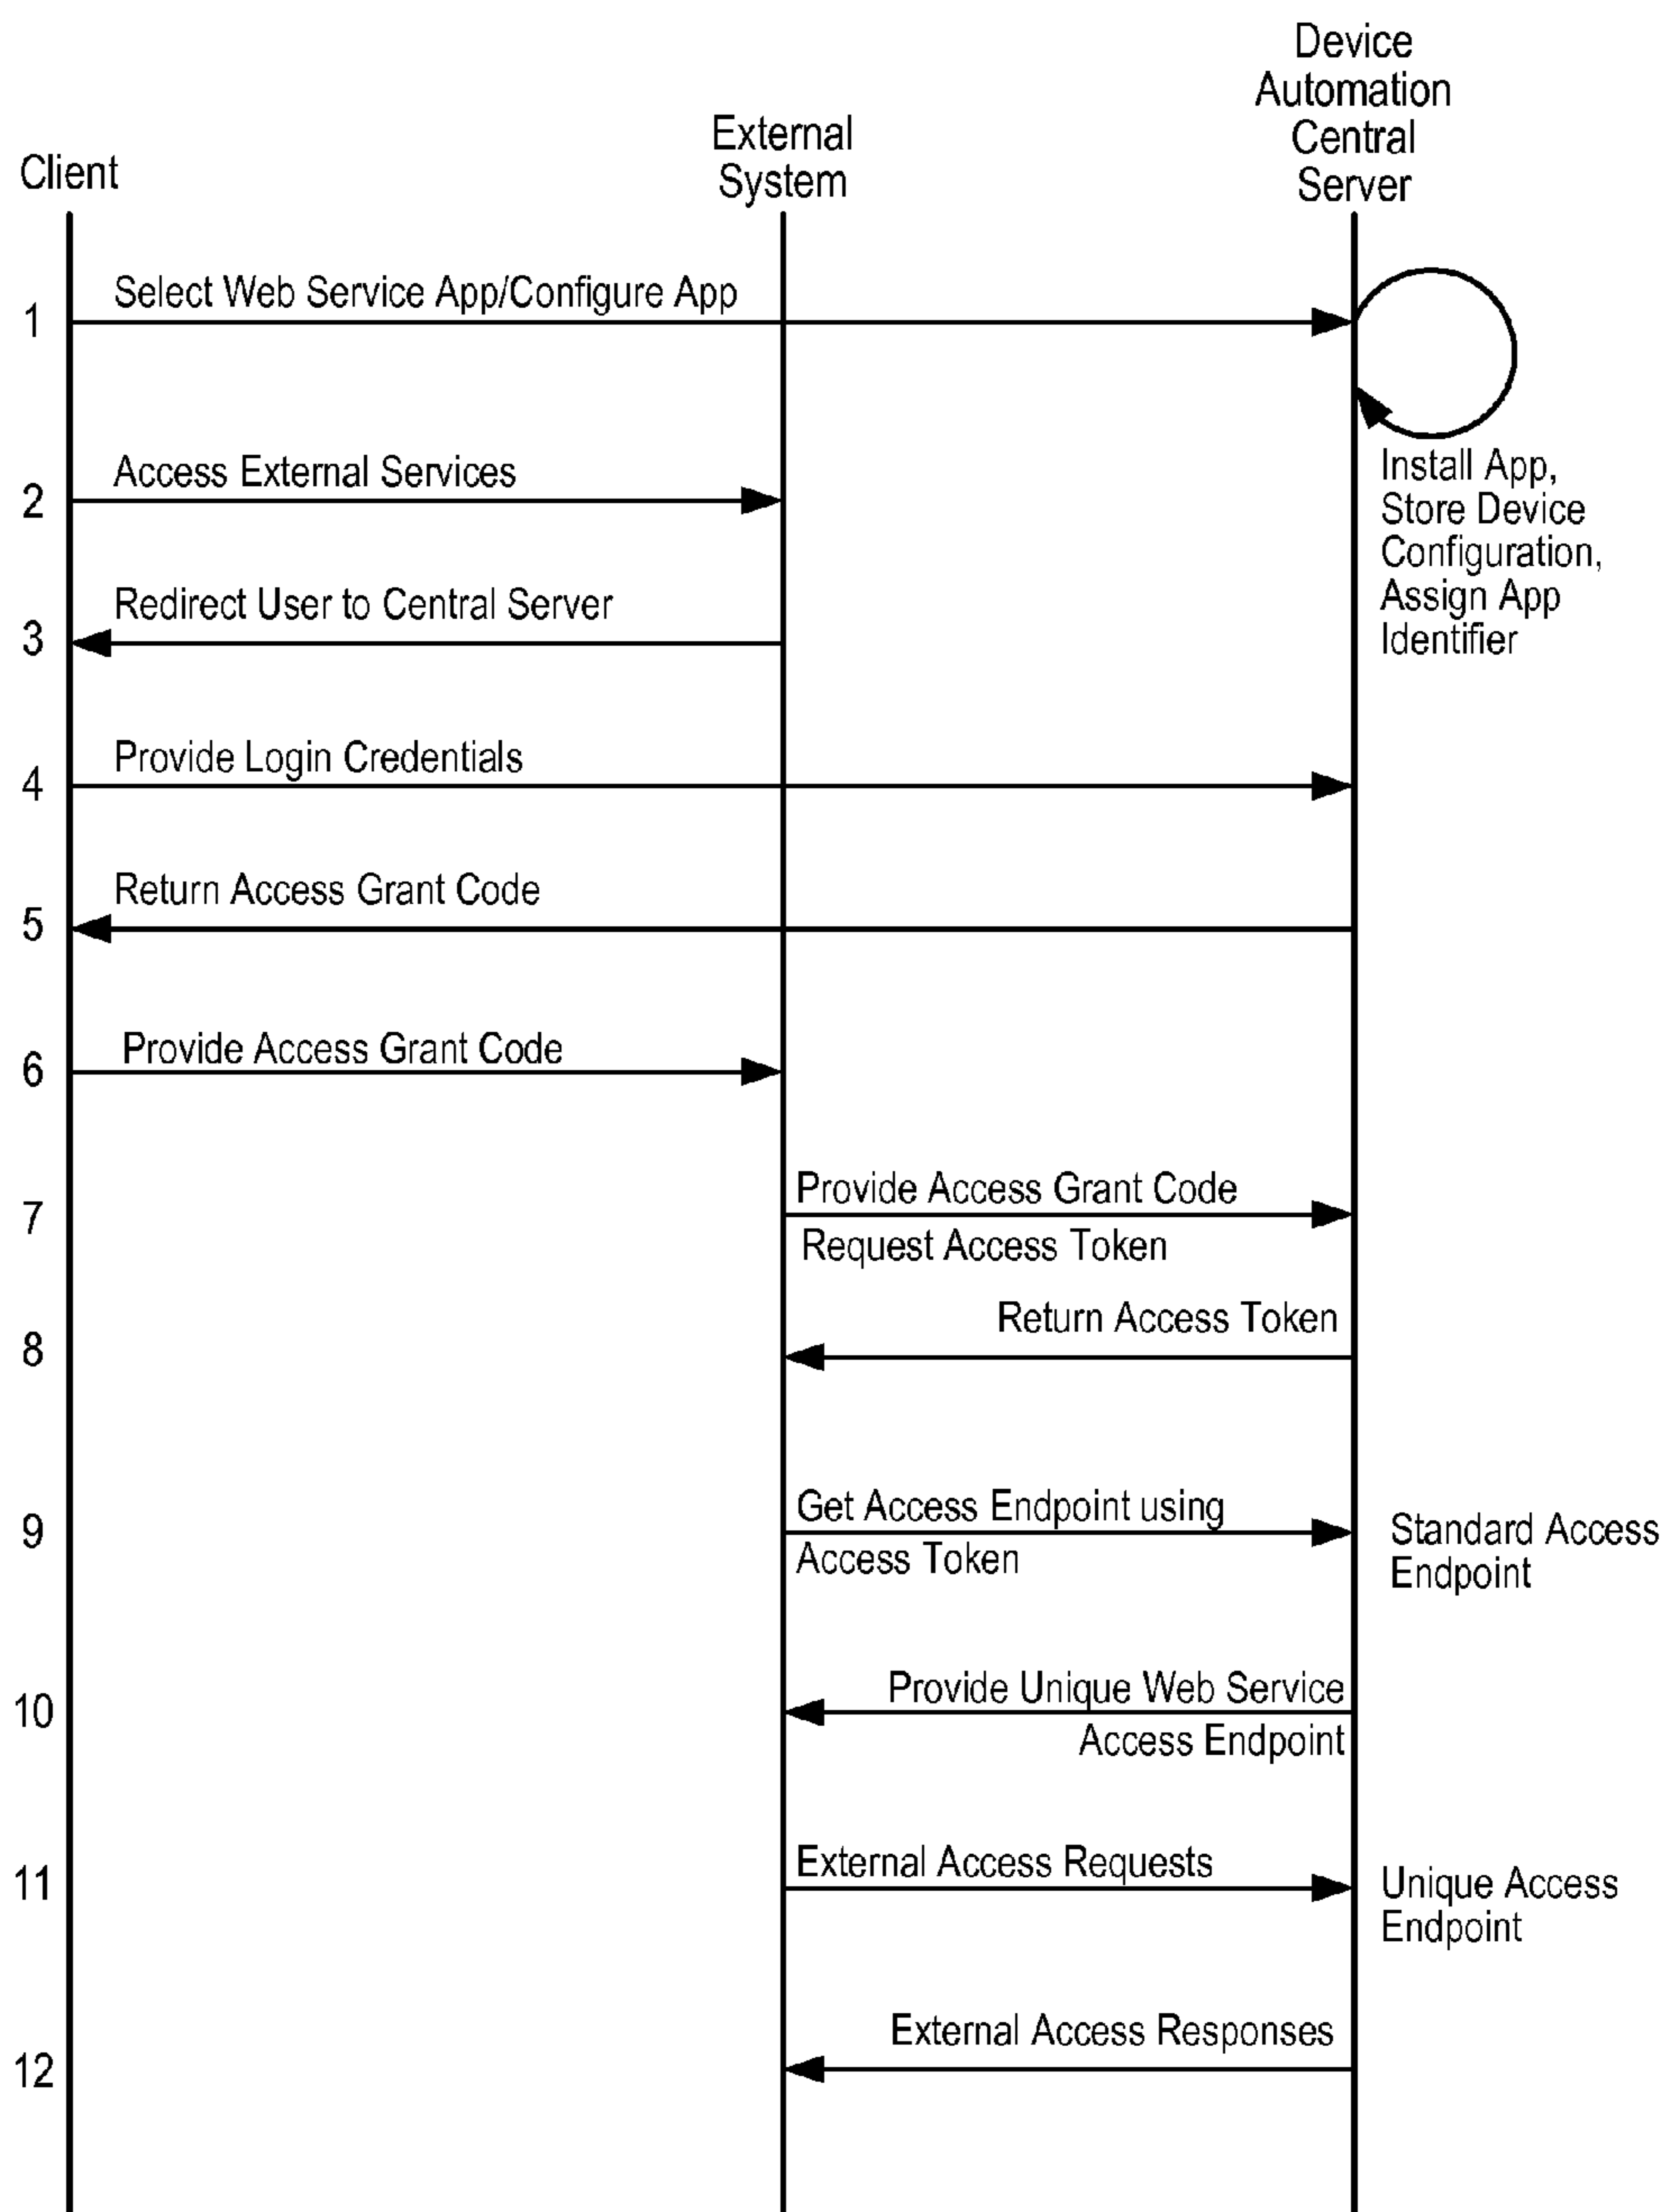 Device
Automation
Central
Server
External
System
Client
1
Select Web Service App/Configure App
Install App,
Store Device
Configuration,
Assign App
Identifier
2
Access External Services
3
Redirect User to Central Server
4
Provide Login Credentials
5
Return Access Grant Code
6
Provide Access Grant Code
7
Provide Access Grant Code
Request Access Token
8
Return Access Token
9
Get Access Endpoint using
Access Token
Standard Access
Endpoint
10
Provide Unique Web Service
Access Endpoint
11
External Access Requests
Unique Access
Endpoint
12
External Access Responses